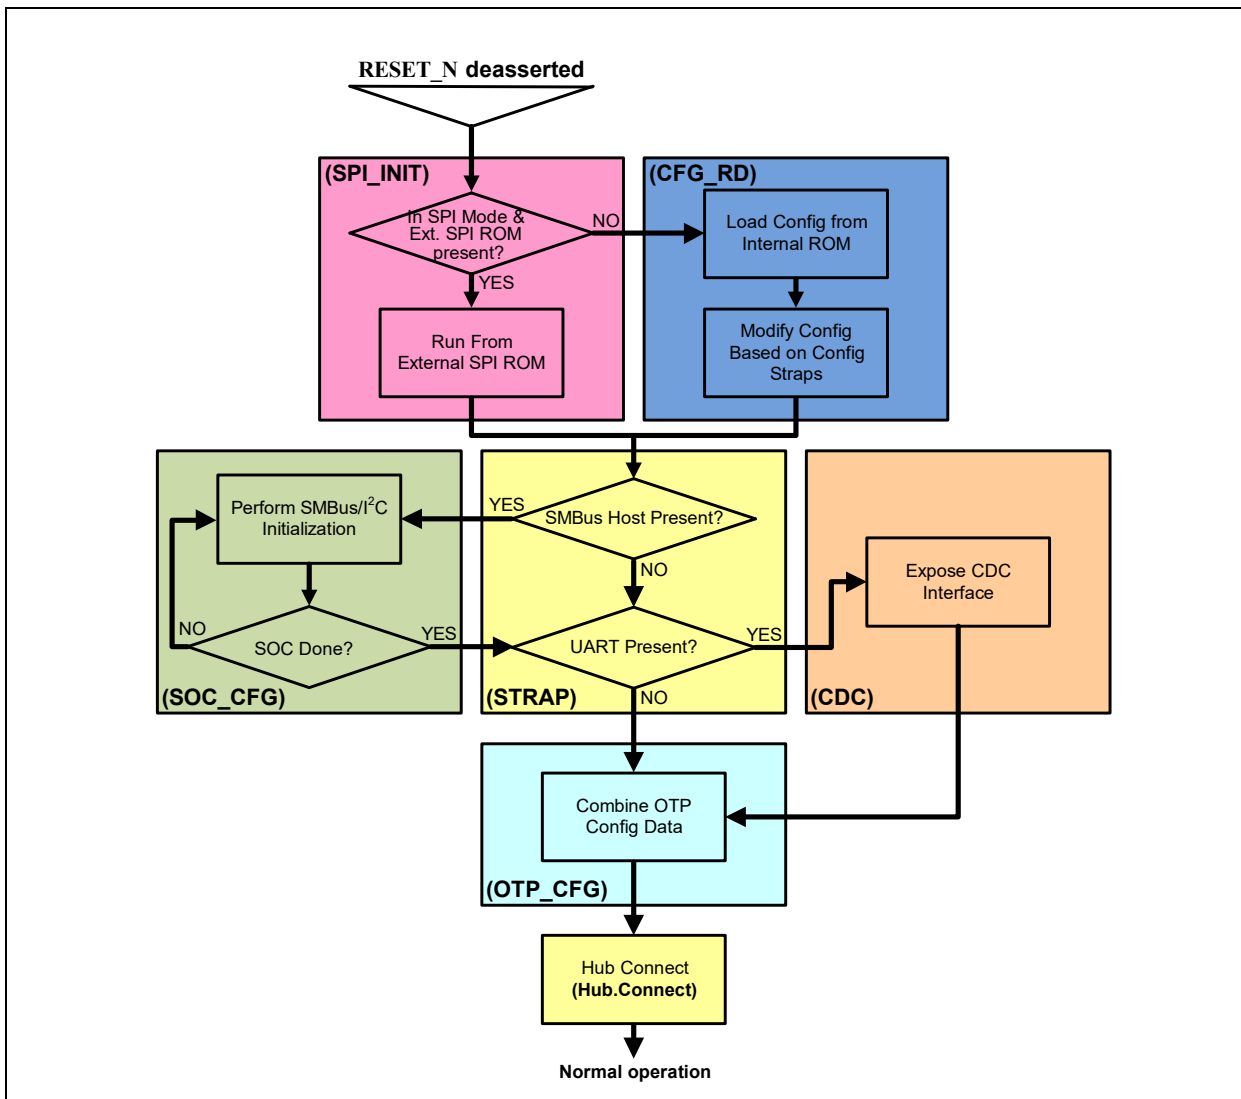 RESET_N deasserted
(SPI_INIT)
(CFG_RD)
In SPI Mode &
Ext. SPI ROM
present?
NO
Load Config from
Internal ROM
YES
Run From
External SPI ROM
Modify Config
Based on Config
Straps
Perform SMBus/I²C
Initialization
YES
SMBus Host Present?
NO
Expose CDC
Interface
NO
SOC Done?
YES
UART Present?
YES
(SOC_CFG)
(STRAP)
NO
(CDC)
Combine OTP
Config Data
(OTP_CFG)
Hub Connect
(Hub.Connect)
Normal operation